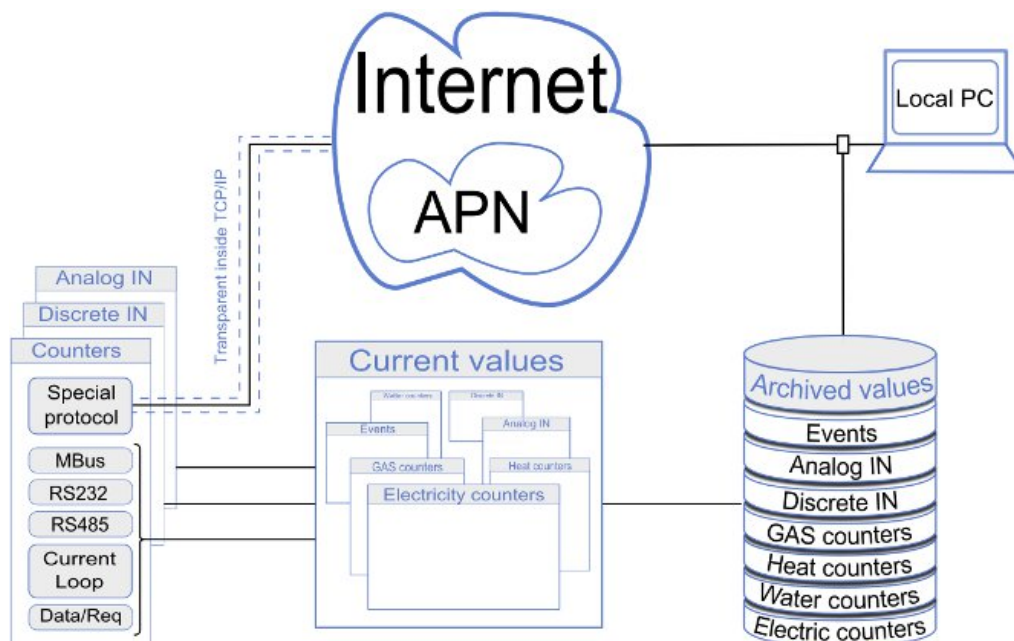 Internet
APN
Local PC
Transparent inside TCP/IP
Analog IN
Discrete IN
Counters
Special
protocol
MBus
RS232
RS485
Current
Loop
Data/Req
Current values
Water counters
Discrete IN
Events
Analog IN
GAS counters
Heat counters
Electricity counters
Archived values
Events
Analog IN
Discrete IN
GAS counters
Heat counters
Water counters
Electric counters